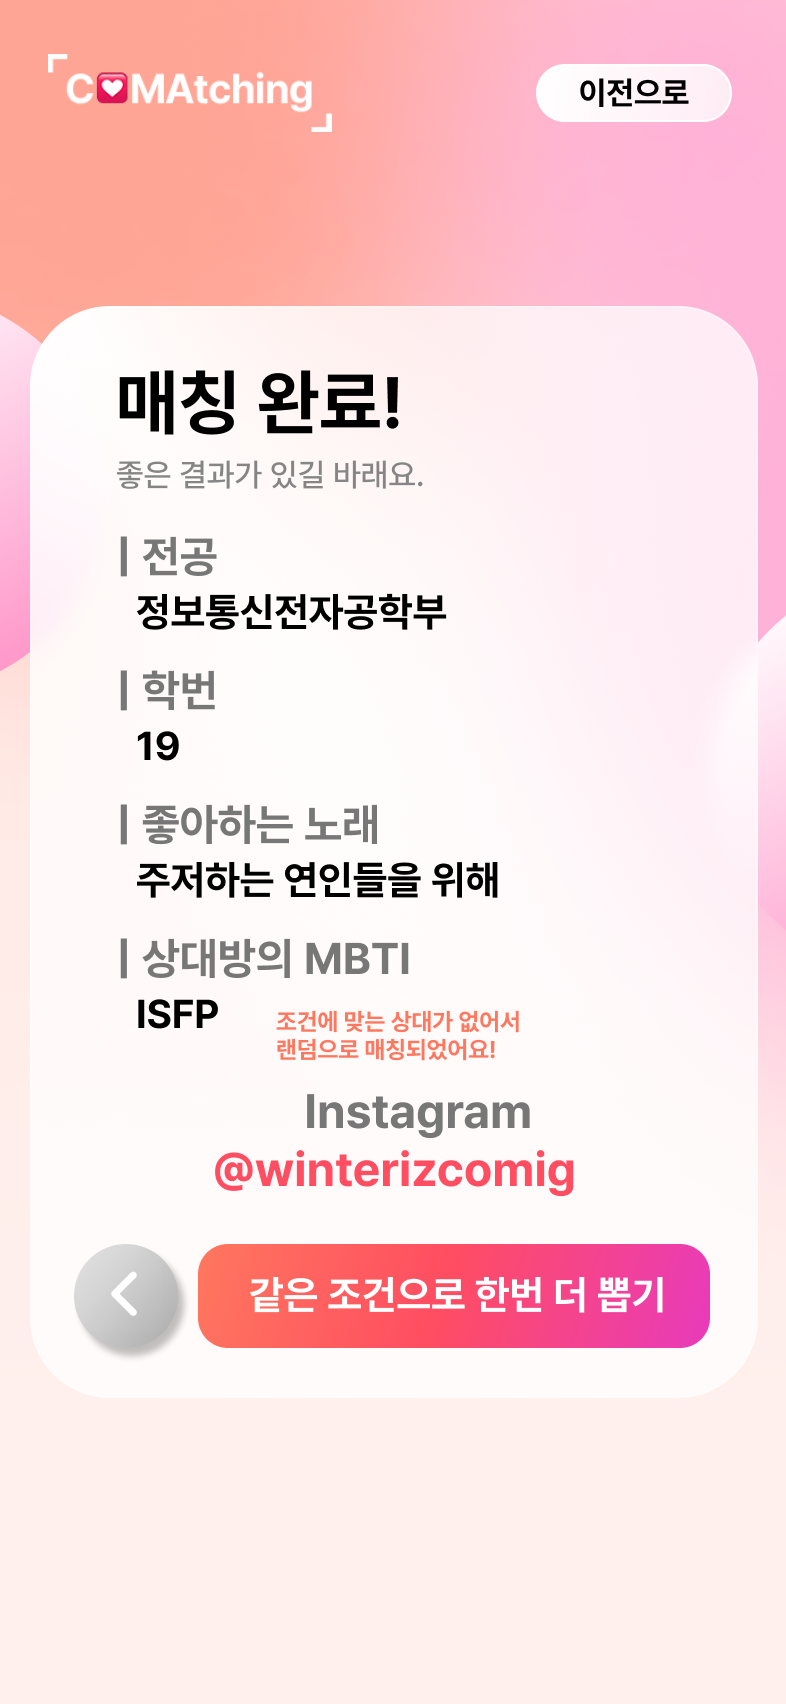 C💟MAtching
이전으로
매칭 완료!
좋은 결과가 있길 바래요.
| 전공
정보통신전자공학부
| 학번
19
| 좋아하는 노래
주저하는 연인들을 위해
| 상대방의 MBTI
ISFP
조건에 맞는 상대가 없어서
랜덤으로 매칭되었어요!
Instagram
@winterizcomig
같은 조건으로 한번 더 뽑기